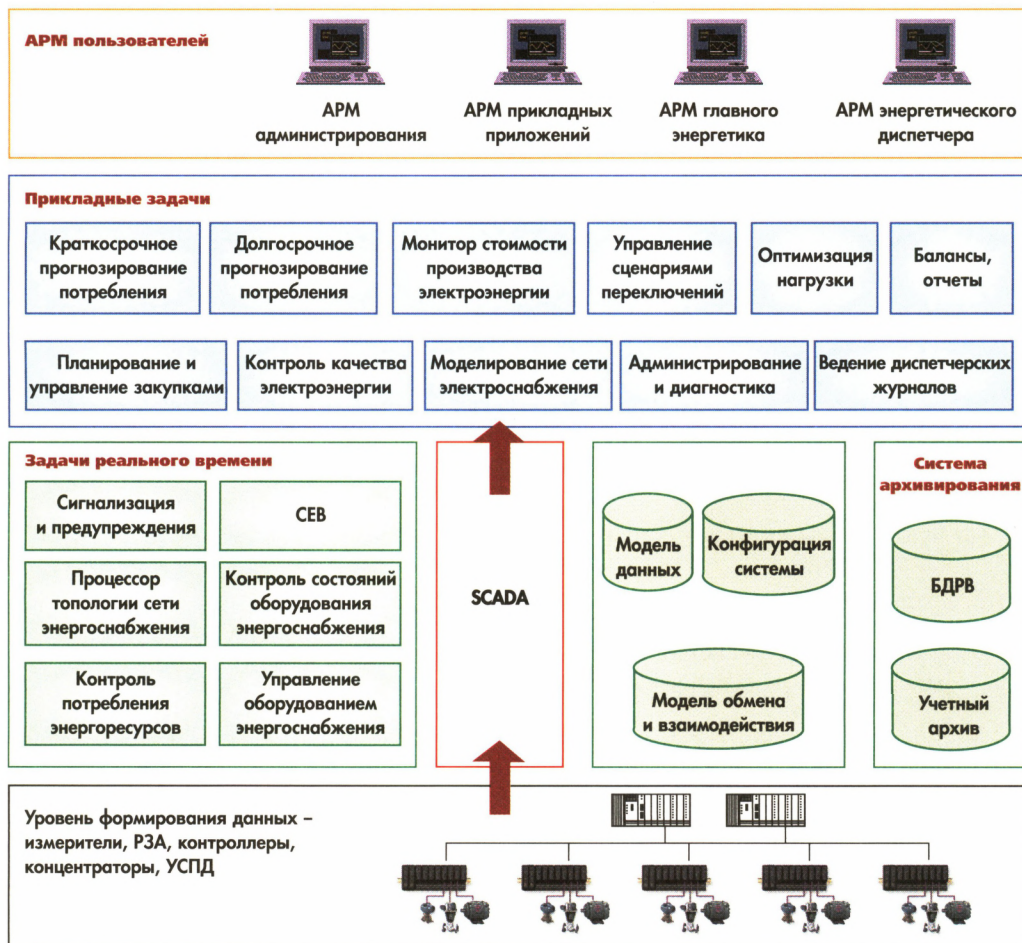 АРМ пользователей
АРМ
администрирования
АРМ прикладных
приложений
АРМ главного
энергетика
АРМ энергетического
диспетчера
Прикладные задачи
Краткосрочное
прогнозирование
потребления
Долгосрочное
прогнозирование
потребления
Монитор стоимости
производства
электроэнергии
Управление
сценариями
переключений
Оптимизация
нагрузки
Балансы,
отчеты
Планирование и
управление закупками
Контроль качества
электроэнергии
Моделирование сети
электроснабжения
Администрирование
и диагностика
Ведение диспетчерских
журналов
Задачи реального времени
Сигнализация
и предупреждения
СЕВ
Процессор
топологии сети
энергоснабжения
Контроль состояний
оборудования
энергоснабжения
Контроль
потребления
энергоресурсов
Управление
оборудованием
энергоснабжения
SCADA
Модель
данных
Конфигурация
системы
Модель обмена
и взаимодействия
Система
архивирования
БДРВ
Учетный
архив
Уровень формирования данных –
измерители, РЗА, контроллеры,
концентраторы, УСПД